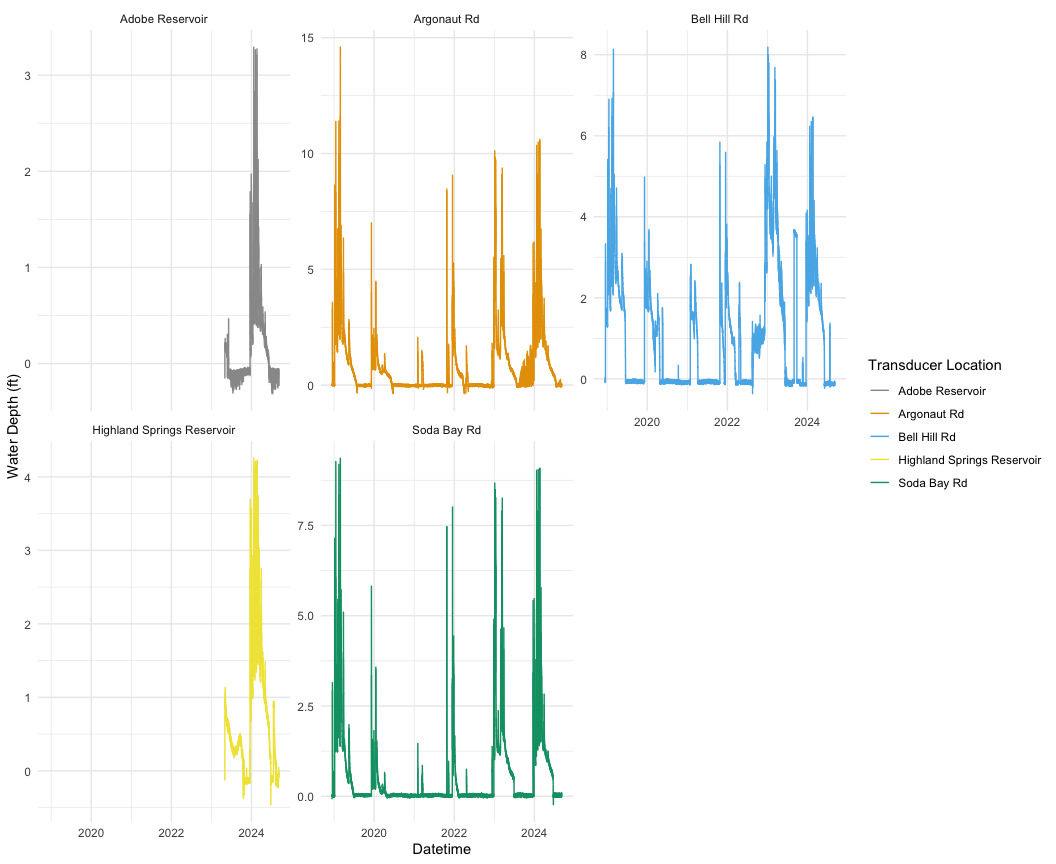 Adobe Reservoir
Argonaut Rd
Bell Hill Rd
3
2
1
0
15
10
5
0
8
6
4
2
0
2020
2022
2024
Highland Springs Reservoir
Soda Bay Rd
4
3
2
1
0
7.5
5.0
2.5
0.0
2020
2022
2024
2020
2022
2024
Water Depth (ft)
Datetime
Transducer Location
Adobe Reservoir
Argonaut Rd
Bell Hill Rd
Highland Springs Reservoir
Soda Bay Rd